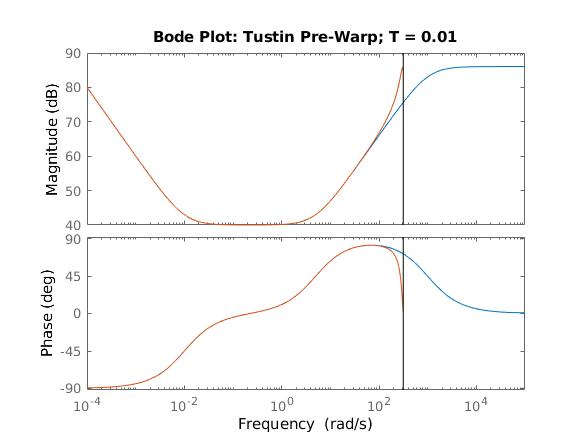 Bode Plot: Tustin Pre-Warp; T = 0.01
90
80
70
60
50
40
Magnitude (dB)
90
45
0
-45
-90
Phase (deg)
10^-4 10^-2 10^0 10^2 10^4
Frequency (rad/s)